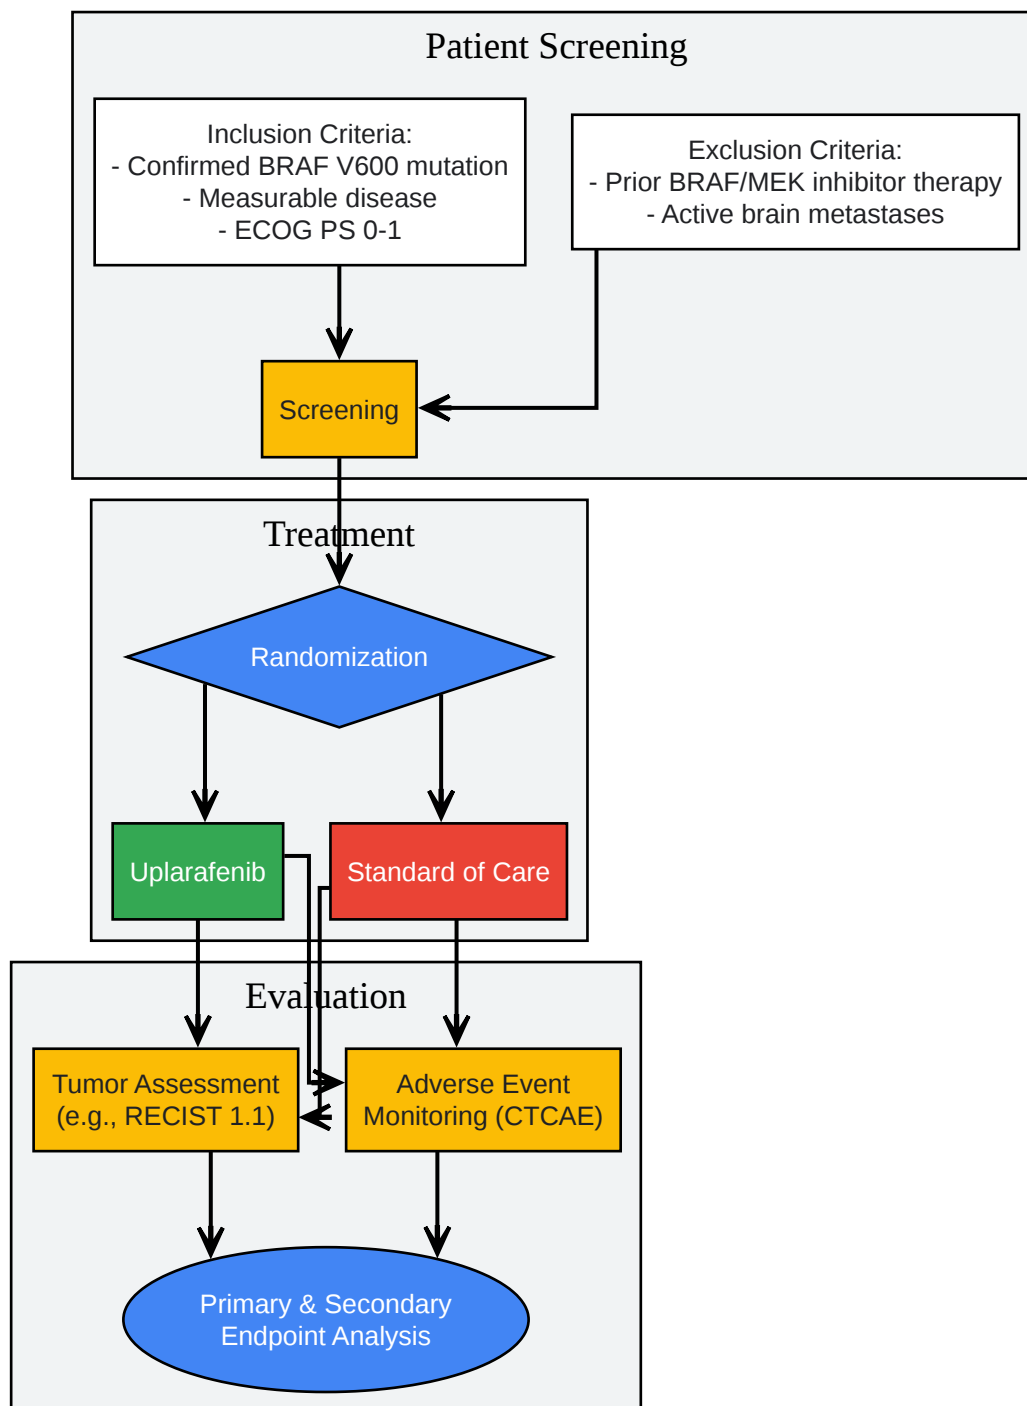 Patient Screening
Inclusion Criteria:
- Confirmed BRAF V600 mutation
- Measurable disease
- ECOG PS 0-1
Exclusion Criteria:
- Prior BRAF/MEK inhibitor therapy
- Active brain metastases
Screening
Treatment
Randomization
Uplarafenib
Standard of Care
Evaluation
Tumor Assessment
(e.g., RECIST 1.1)
Adverse Event
Monitoring (CTCAE)
Primary & Secondary
Endpoint Analysis